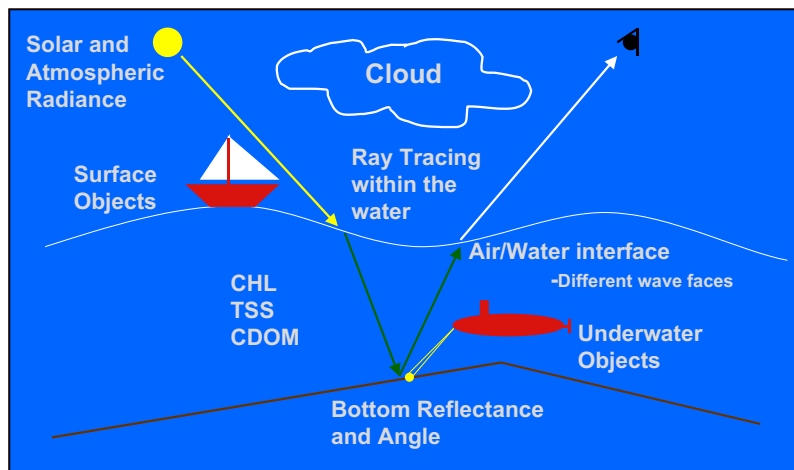 Solar and
Atmospheric
Radiance
Cloud
Surface
Objects
Ray Tracing
within the
water
Air/Water interface
-Different wave faces
CHL
TSS
CDOM
Underwater
Objects
Bottom Reflectance
and Angle